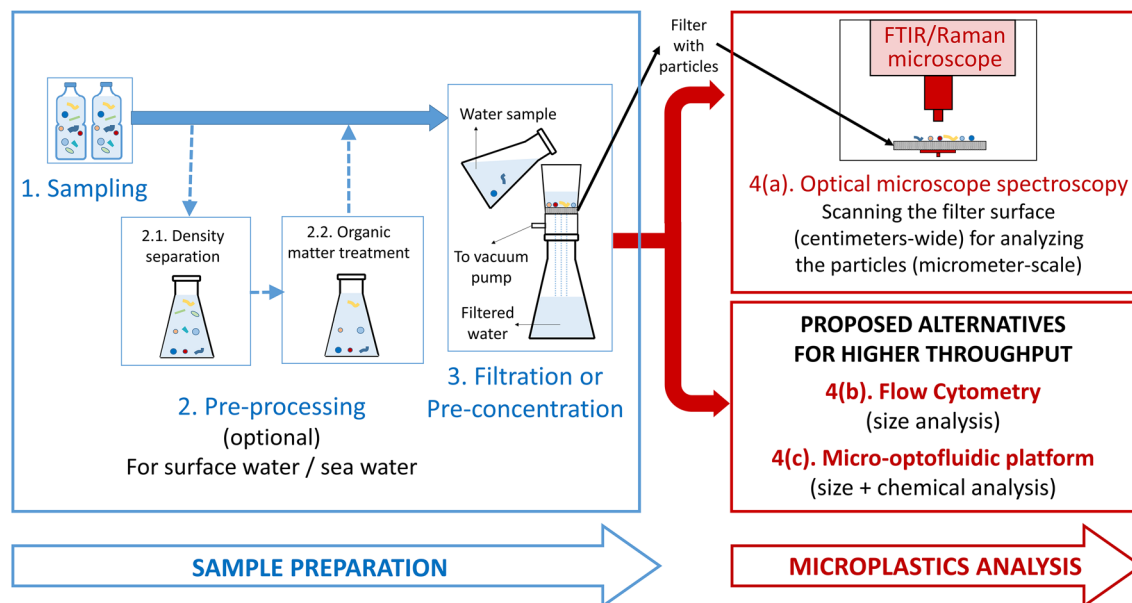 1. Sampling
2.1. Density
separation
2.2. Organic
matter treatment
2. Pre-processing
(optional)
For surface water / sea water
Water sample
To vacuum
pump
Filtered
water
3. Filtration or
Pre-concentration
Filter
with
particles
FTIR/Raman
microscope
4(a). Optical microscope spectroscopy
Scanning the filter surface
(centimeters-wide) for analyzing
the particles (micrometer-scale)
PROPOSED ALTERNATIVES
FOR HIGHER THROUGHPUT
4(b). Flow Cytometry
(size analysis)
4(c). Micro-optofluidic platform
(size + chemical analysis)
SAMPLE PREPARATION
MICROPLASTICS ANALYSIS